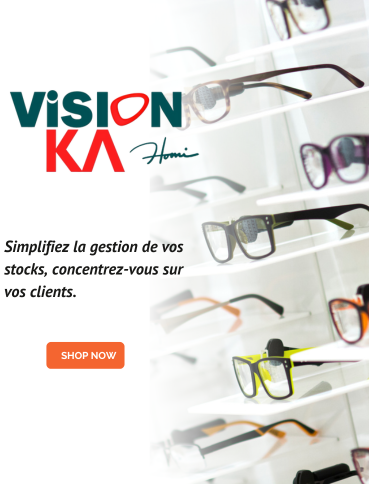 VISION
KA Homi
Simplifiez la gestion de vos
stocks, concentrez-vous sur
vos clients.
SHOP NOW